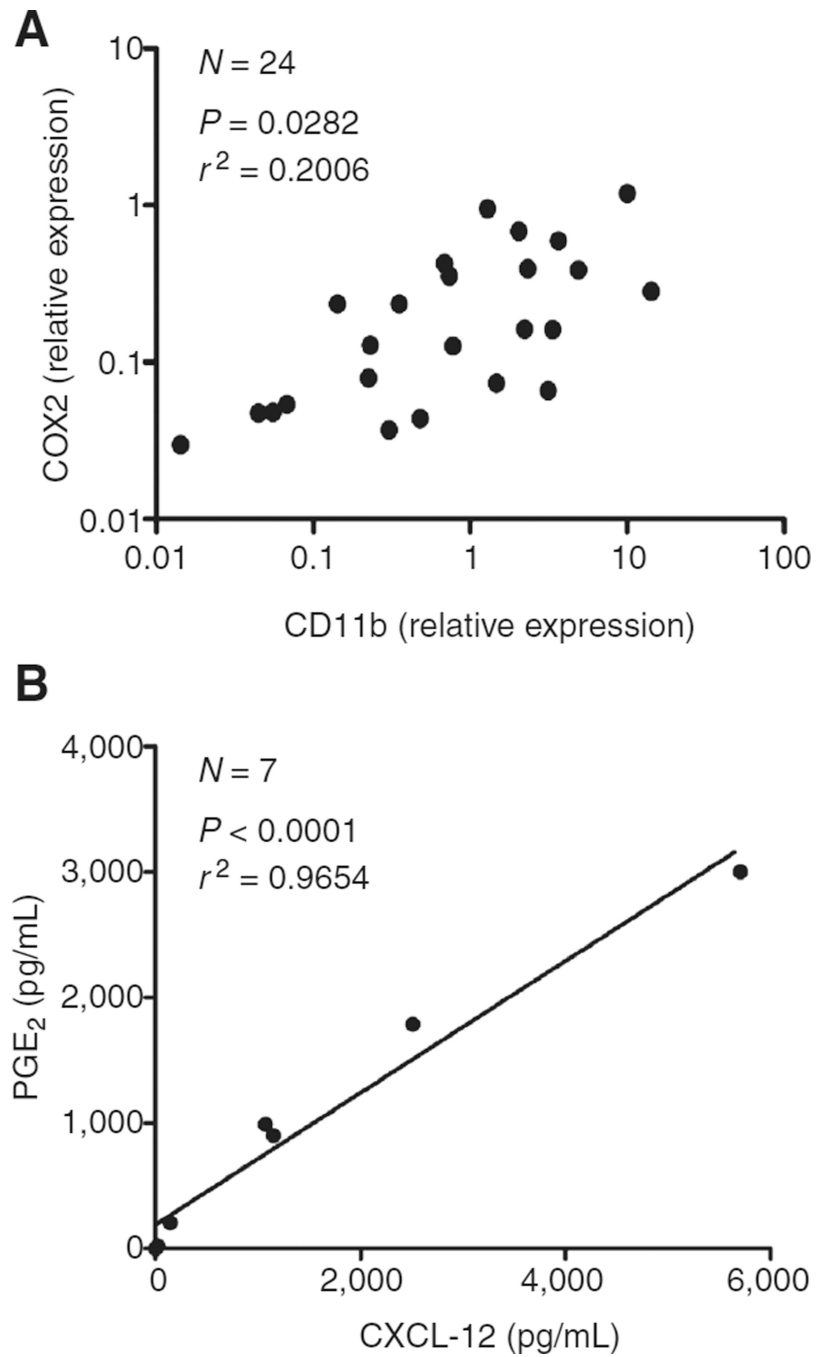 A
10
N = 24
P = 0.0282
r² = 0.2006
1
0.1
0.01
COX2 (relative expression)
0.01 0.1 1 10 100
CD11b (relative expression)
B
4,000
N = 7
P < 0.0001
r² = 0.9654
3,000
2,000
1,000
0
PGE₂ (pg/mL)
0 2,000 4,000 6,000
CXCL-12 (pg/mL)